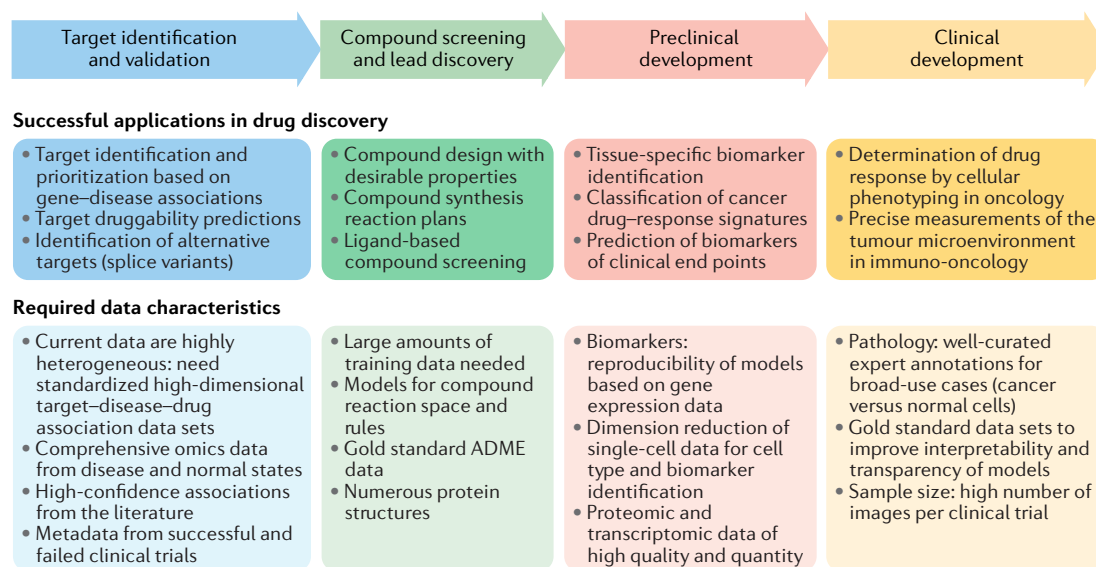 Target identification
and validation
Compound screening
and lead discovery
Preclinical
development
Clinical
development
Successful applications in drug discovery
• Target identification and
prioritization based on
gene–disease associations
• Target druggability predictions
• Identification of alternative
targets (splice variants)
• Compound design with
desirable properties
• Compound synthesis
reaction plans
• Ligand-based
compound screening
• Tissue-specific biomarker
identification
• Classification of cancer
drug–response signatures
• Prediction of biomarkers
of clinical end points
• Determination of drug
response by cellular
phenotyping in oncology
• Precise measurements of the
tumour microenvironment
in immuno-oncology
Required data characteristics
• Current data are highly
heterogeneous: need
standardized high-dimensional
target–disease–drug
association data sets
• Comprehensive omics data
from disease and normal states
• High-confidence associations
from the literature
• Metadata from successful and
failed clinical trials
• Large amounts of
training data needed
• Models for compound
reaction space and
rules
• Gold standard ADME
data
• Numerous protein
structures
• Biomarkers:
reproducibility of models
based on gene
expression data
• Dimension reduction of
single-cell data for cell
type and biomarker
identification
• Proteomic and
transcriptomic data of
high quality and quantity
• Pathology: well-curated
expert annotations for
broad-use cases (cancer
versus normal cells)
• Gold standard data sets to
improve interpretability and
transparency of models
• Sample size: high number of
images per clinical trial